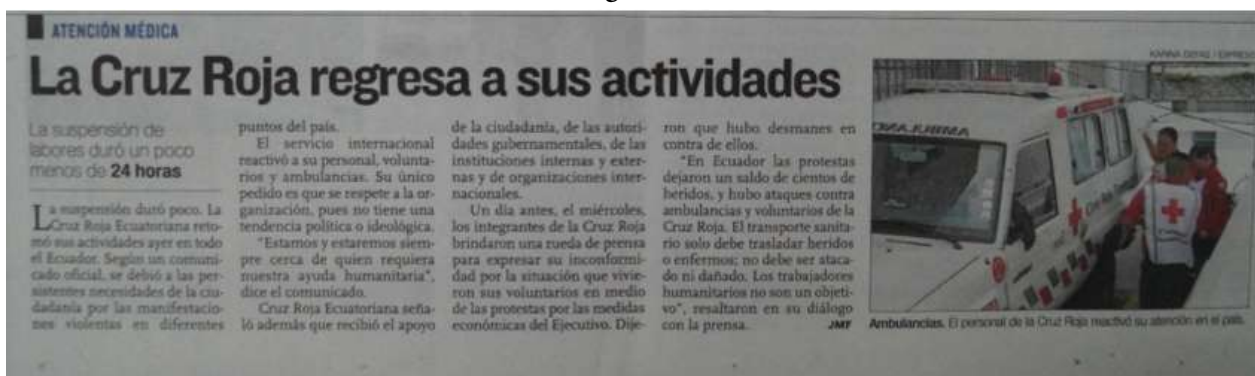 ATENCIÓN MÉDICA
La Cruz Roja regresa a sus actividades
La suspensión de
labores duró un poco
menos de 24 horas
La suspensión duró poco. La
Cruz Roja Ecuatoriana reto-
mó sus actividades ayer en todo
el Ecuador. Según un comuni-
cado oficial, se debió a las per-
sistentes necesidades de la ciu-
dadanía por las manifestacio-
nes violentas en diferentes
puntos del país.
El servicio internacional
reactivó a su personal, volunta-
rios y ambulancias. Su único
pedido es que se respete a la or-
ganización, pues no tiene una
tendencia política o ideológica.
"Estamos y estaremos siem-
pre cerca de quien requiera
nuestra ayuda humanitaria",
dice el comunicado.
Cruz Roja Ecuatoriana seña-
ló además que recibió el apoyo
de la ciudadanía, de las autori-
dades gubernamentales, de las
instituciones internas y exter-
nas y de organizaciones inter-
nacionales.
Un día antes, el miércoles,
los integrantes de la Cruz Roja
brindaron una rueda de prensa
para expresar su inconformi-
dad por la situación que vivie-
ron sus voluntarios en medio
de las protestas por las medidas
económicas del Ejecutivo. Dije-
ron que hubo desmanes en
contra de ellos.
"En Ecuador las protestas
dejaron un saldo de cientos de
heridos, y hubo ataques contra
ambulancias y voluntarios de la
Cruz Roja. El transporte sanita-
rio solo debe trasladar heridos
o enfermos; no debe ser ataca-
do ni dañado. Los trabajadores
humanitarios no son un objeti-
vo", resaltaron en su diálogo
con la prensa. JMF
KARINA / EXPRESO
Cruz Roja
Ambulancias. El personal de la Cruz Roja reactivó su atención en el país.